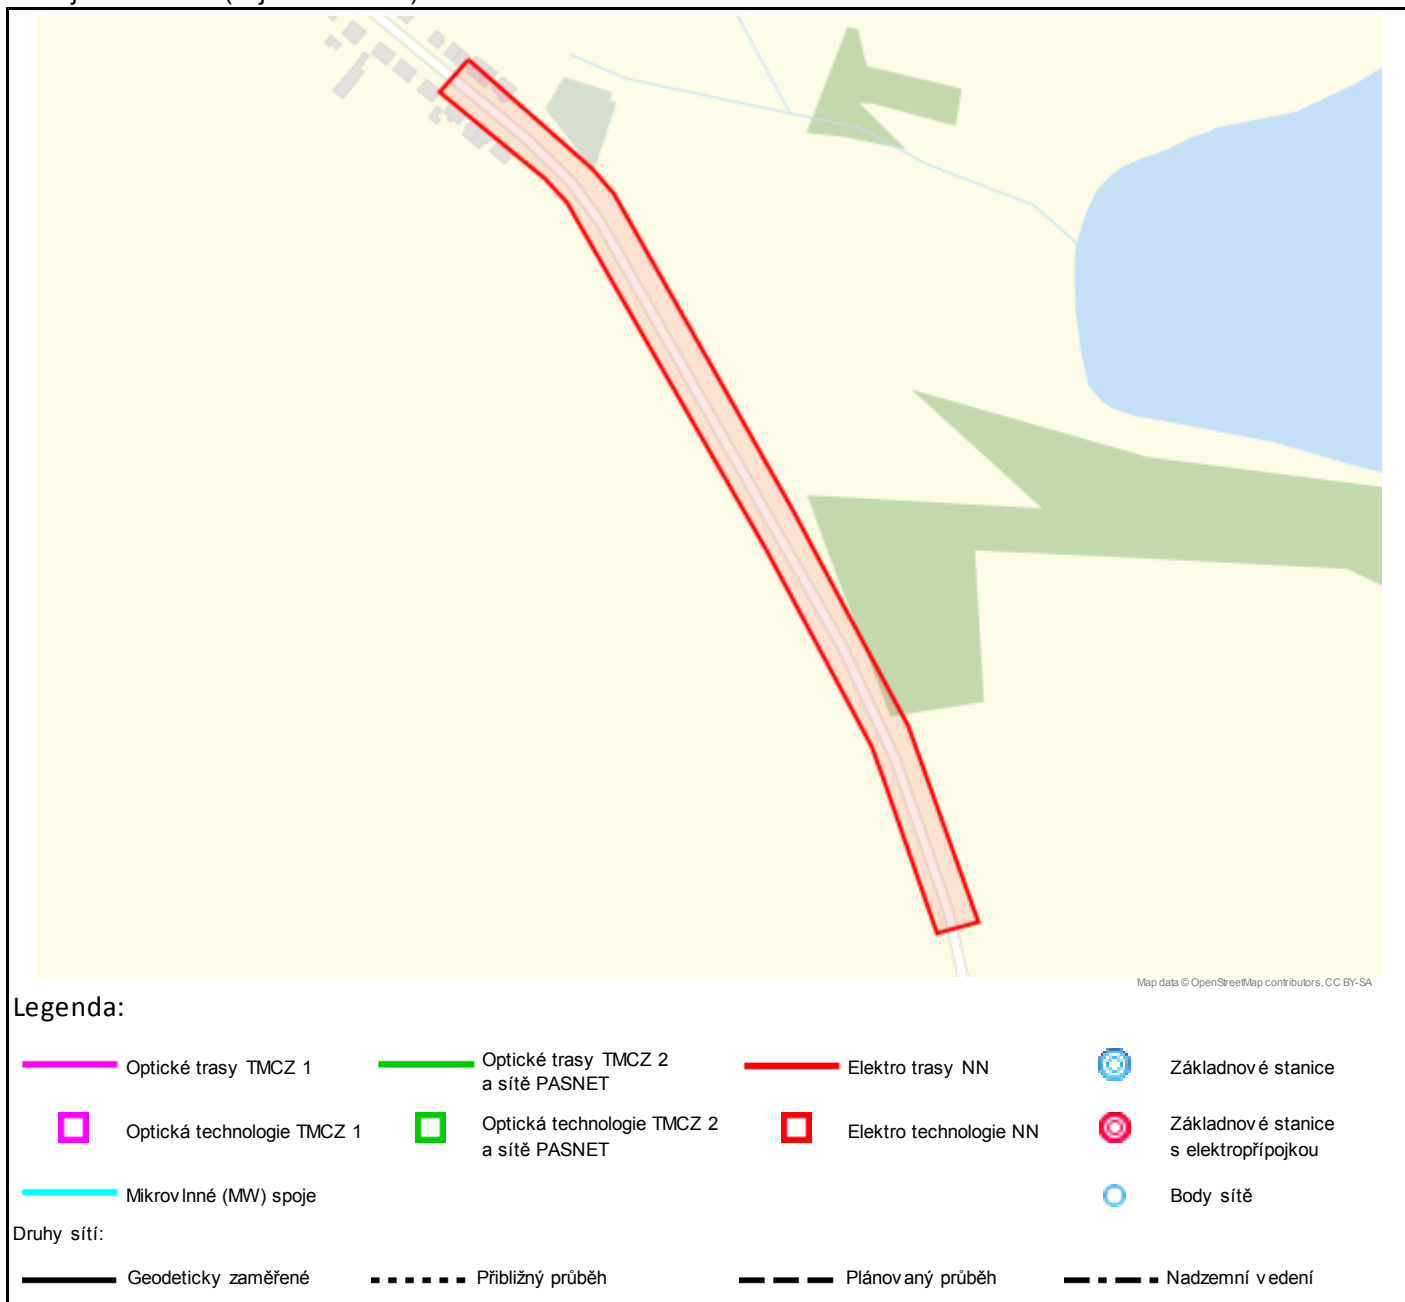 Map data © OpenStreetMap contributors, CC BY-SA
Legenda:
Optické trasy TMCZ 1
Optické trasy TMCZ 2
a sítě PASNET
Elektro trasy NN
Základnové stanice
Optická technologie TMCZ 1
Optická technologie TMCZ 2
a sítě PASNET
Elektro technologie NN
Základnové stanice
s elektropřípojkou
Mikrovlnné (MW) spoje
Body sítě
Druhy sítí:
Geodeticky zaměřené
Přibližný průběh
Plánovaný průběh
Nadzemní vedení